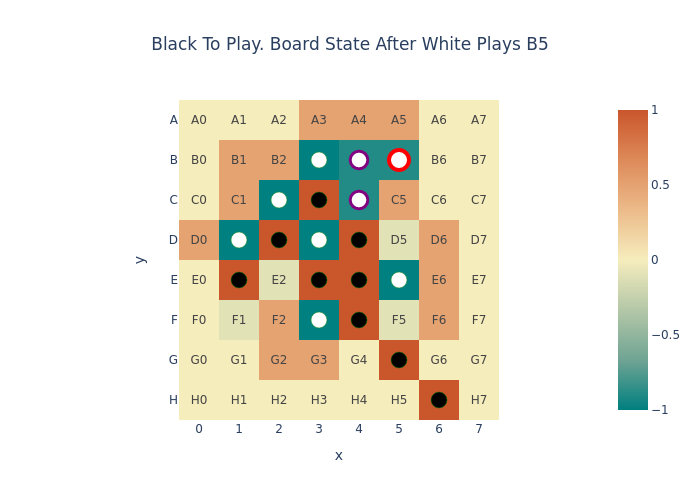 Black To Play. Board State After White Plays B5
A A0 A1 A2 A3 A4 A5 A6 A7
B B0 B1 B2 B6 B7
C C0 C1 C5 C6 C7
D D0 D5 D6 D7
E E0 E2 E6 E7
F F0 F1 F2 F5 F6 F7
G G0 G1 G2 G3 G4 G6 G7
H H0 H1 H2 H3 H4 H5 H7
0 1 2 3 4 5 6 7
x
y
1
0.5
0
−0.5
−1